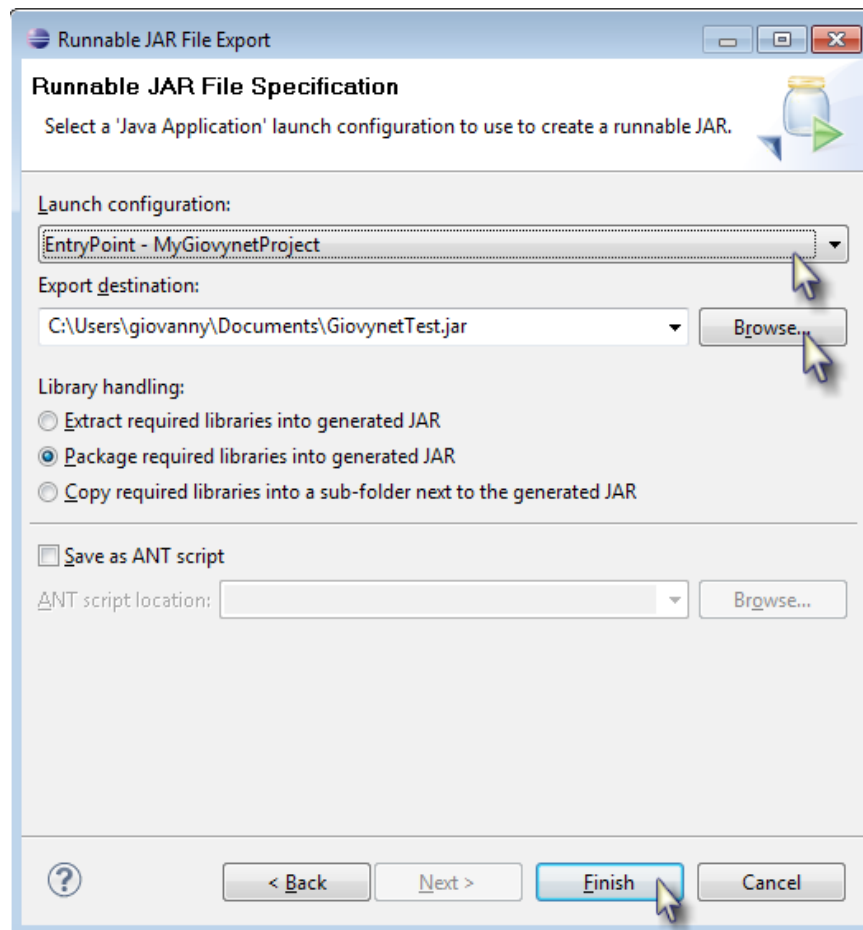 Runnable JAR File Export
Runnable JAR File Specification
Select a 'Java Application' launch configuration to use to create a runnable JAR.
Launch configuration:
EntryPoint - MyGiovynetProject
Export destination:
C:\Users\giovanny\Documents\GiovynetTest.jar
Browse...
Library handling:
Extract required libraries into generated JAR
Package required libraries into generated JAR
Copy required libraries into a sub-folder next to the generated JAR
Save as ANT script
ANT script location:
Browse...
?
< Back
Next >
Finish
Cancel